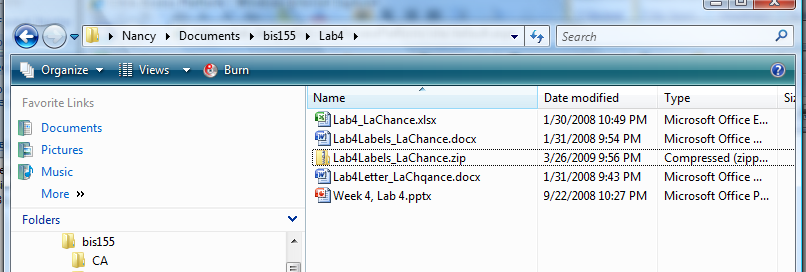 Nancy Documents bis155 Lab4 Search
Organize Views Burn
Favorite Links
Documents
Pictures
Music
More »
Folders
bis155
CA
Name Date modified Type Siz
Lab4_LaChance.xlsx 1/30/2008 10:49 PM Microsoft Office E...
Lab4Labels_LaChance.docx 1/31/2008 9:54 PM Microsoft Office ...
Lab4Labels_LaChance.zip 3/26/2009 9:56 PM Compressed (zipp...
Lab4Letter_LaChqance.docx 1/31/2008 9:43 PM Microsoft Office ...
Week 4, Lab 4.pptx 9/22/2008 10:27 PM Microsoft Office P...